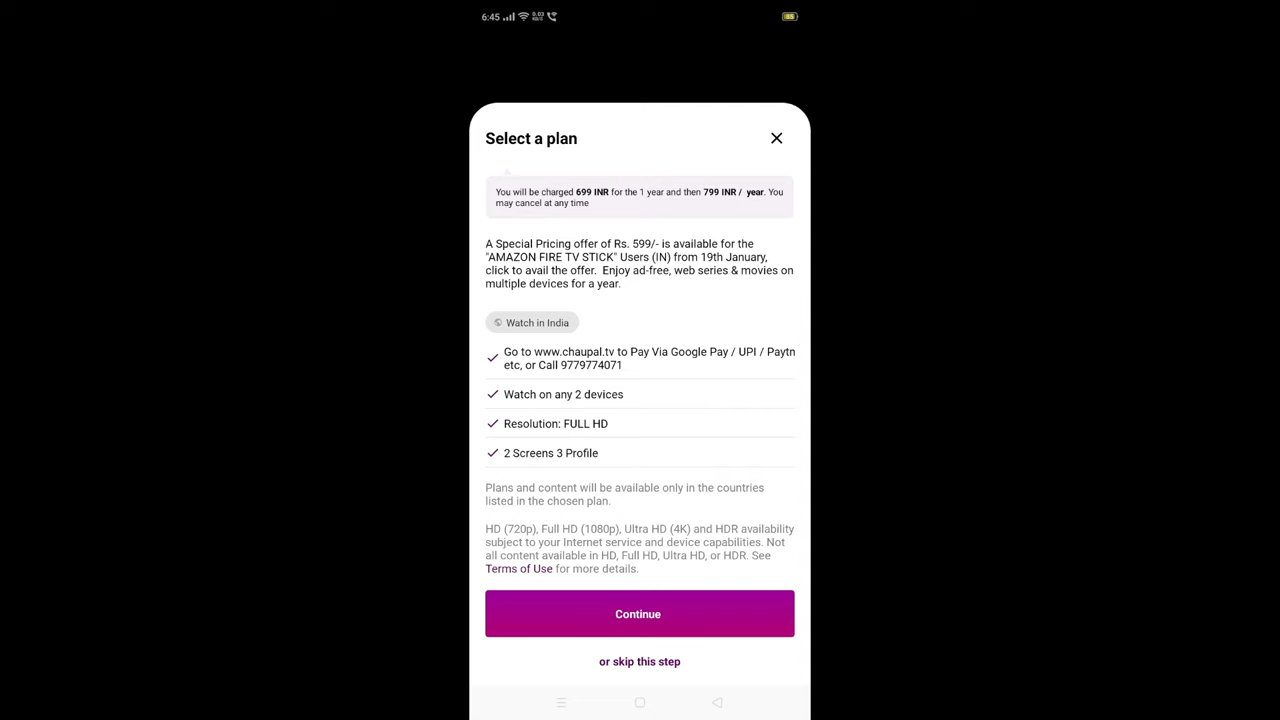 6:45
0.03
KB/S
85
Select a plan
You will be charged 699 INR for the 1 year and then 799 INR / year. You
may cancel at any time
A Special Pricing offer of Rs. 599/- is available for the
"AMAZON FIRE TV STICK" Users (IN) from 19th January,
click to avail the offer. Enjoy ad-free, web series & movies on
multiple devices for a year.
Watch in India
Go to www.chaupal.tv to Pay Via Google Pay / UPI / Paytn
etc, or Call 9779774071
Watch on any 2 devices
Resolution: FULL HD
2 Screens 3 Profile
Plans and content will be available only in the countries
listed in the chosen plan.
HD (720p), Full HD (1080p), Ultra HD (4K) and HDR availability
subject to your Internet service and device capabilities. Not
all content available in HD, Full HD, Ultra HD, or HDR. See
Terms of Use for more details.
Continue
or skip this step